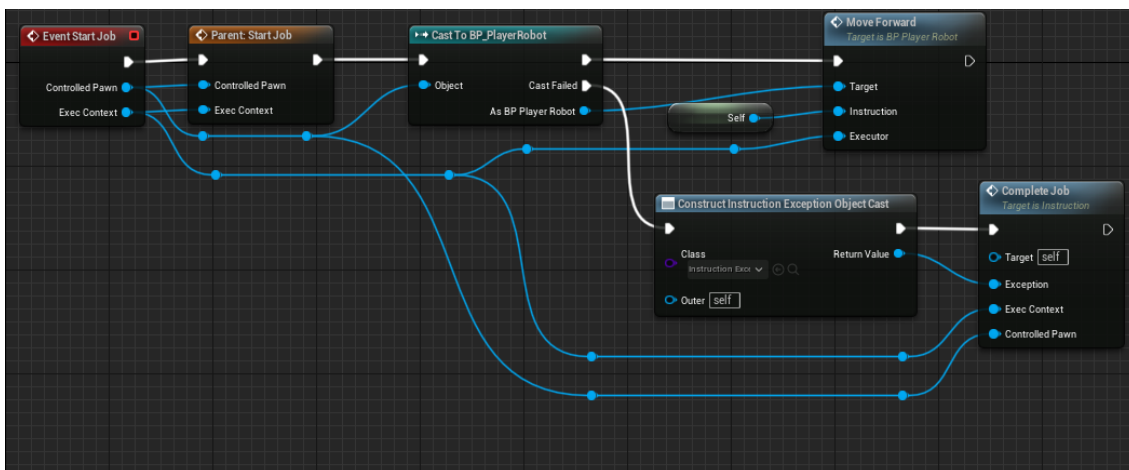 Event Start Job
Controlled Pawn
Exec Context
Parent: Start Job
Controlled Pawn
Exec Context
Cast To BP_PlayerRobot
Object
Cast Failed
As BP Player Robot
Self
Move Forward
Target is BP Player Robot
Target
Instruction
Executor
Construct Instruction Exception Object Cast
Class
Instruction Exce
Return Value
Outer self
Complete Job
Target is Instruction
Target self
Exception
Exec Context
Controlled Pawn